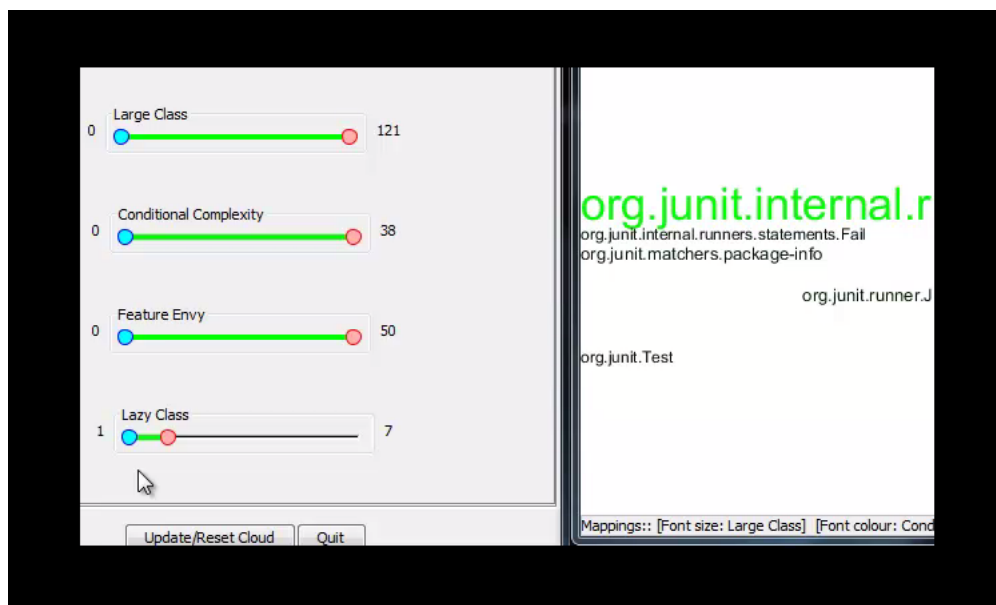 Large Class
0 121
Conditional Complexity
0 38
Feature Envy
0 50
Lazy Class
1 7
Update/Reset Cloud Quit
org.junit.internal.r
org.junit.internal.runners.statements.Fail
org.junit.matchers.package-info
org.junit.runner.J
org.junit.Test
Mappings:: [Font size: Large Class] [Font colour: Cond